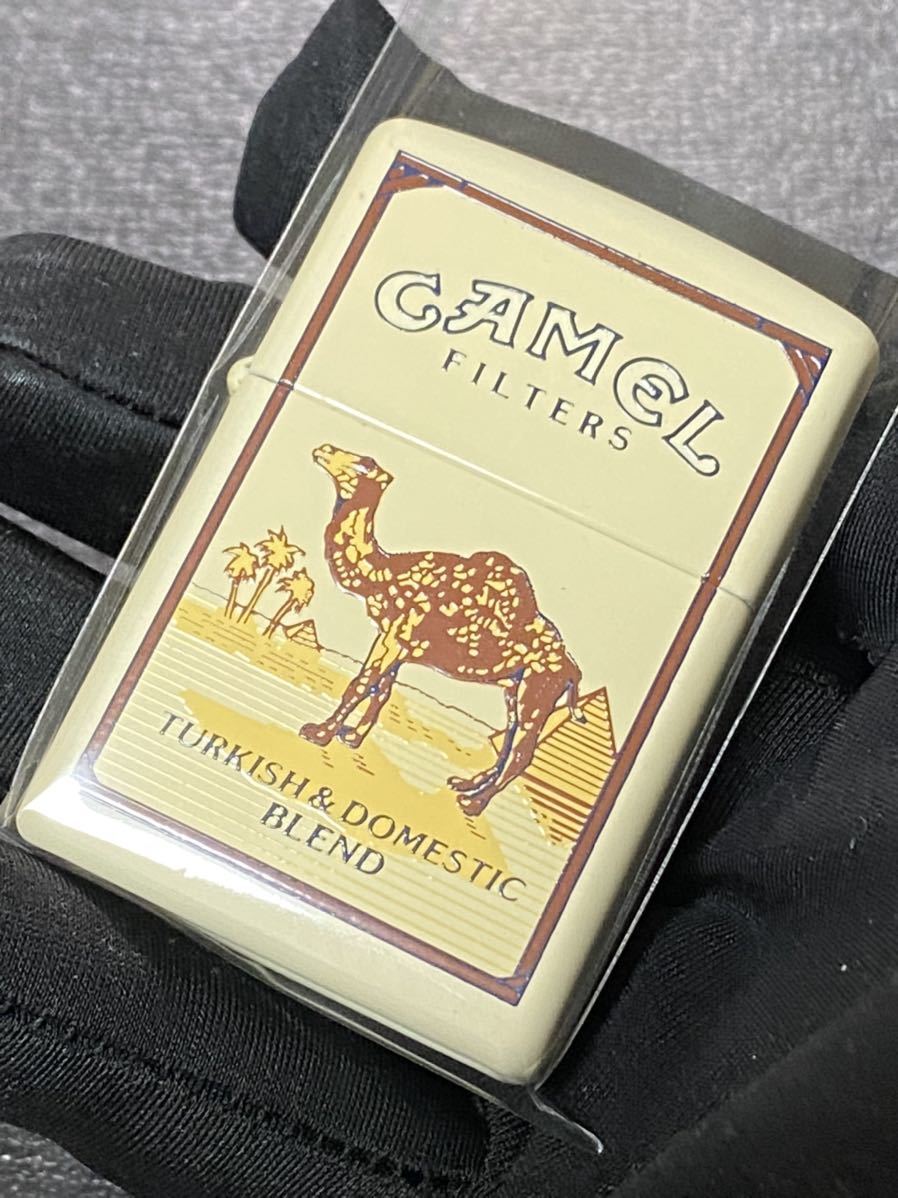 CAMEL
FILTERS
TURKISH & DOMESTIC
BLEND